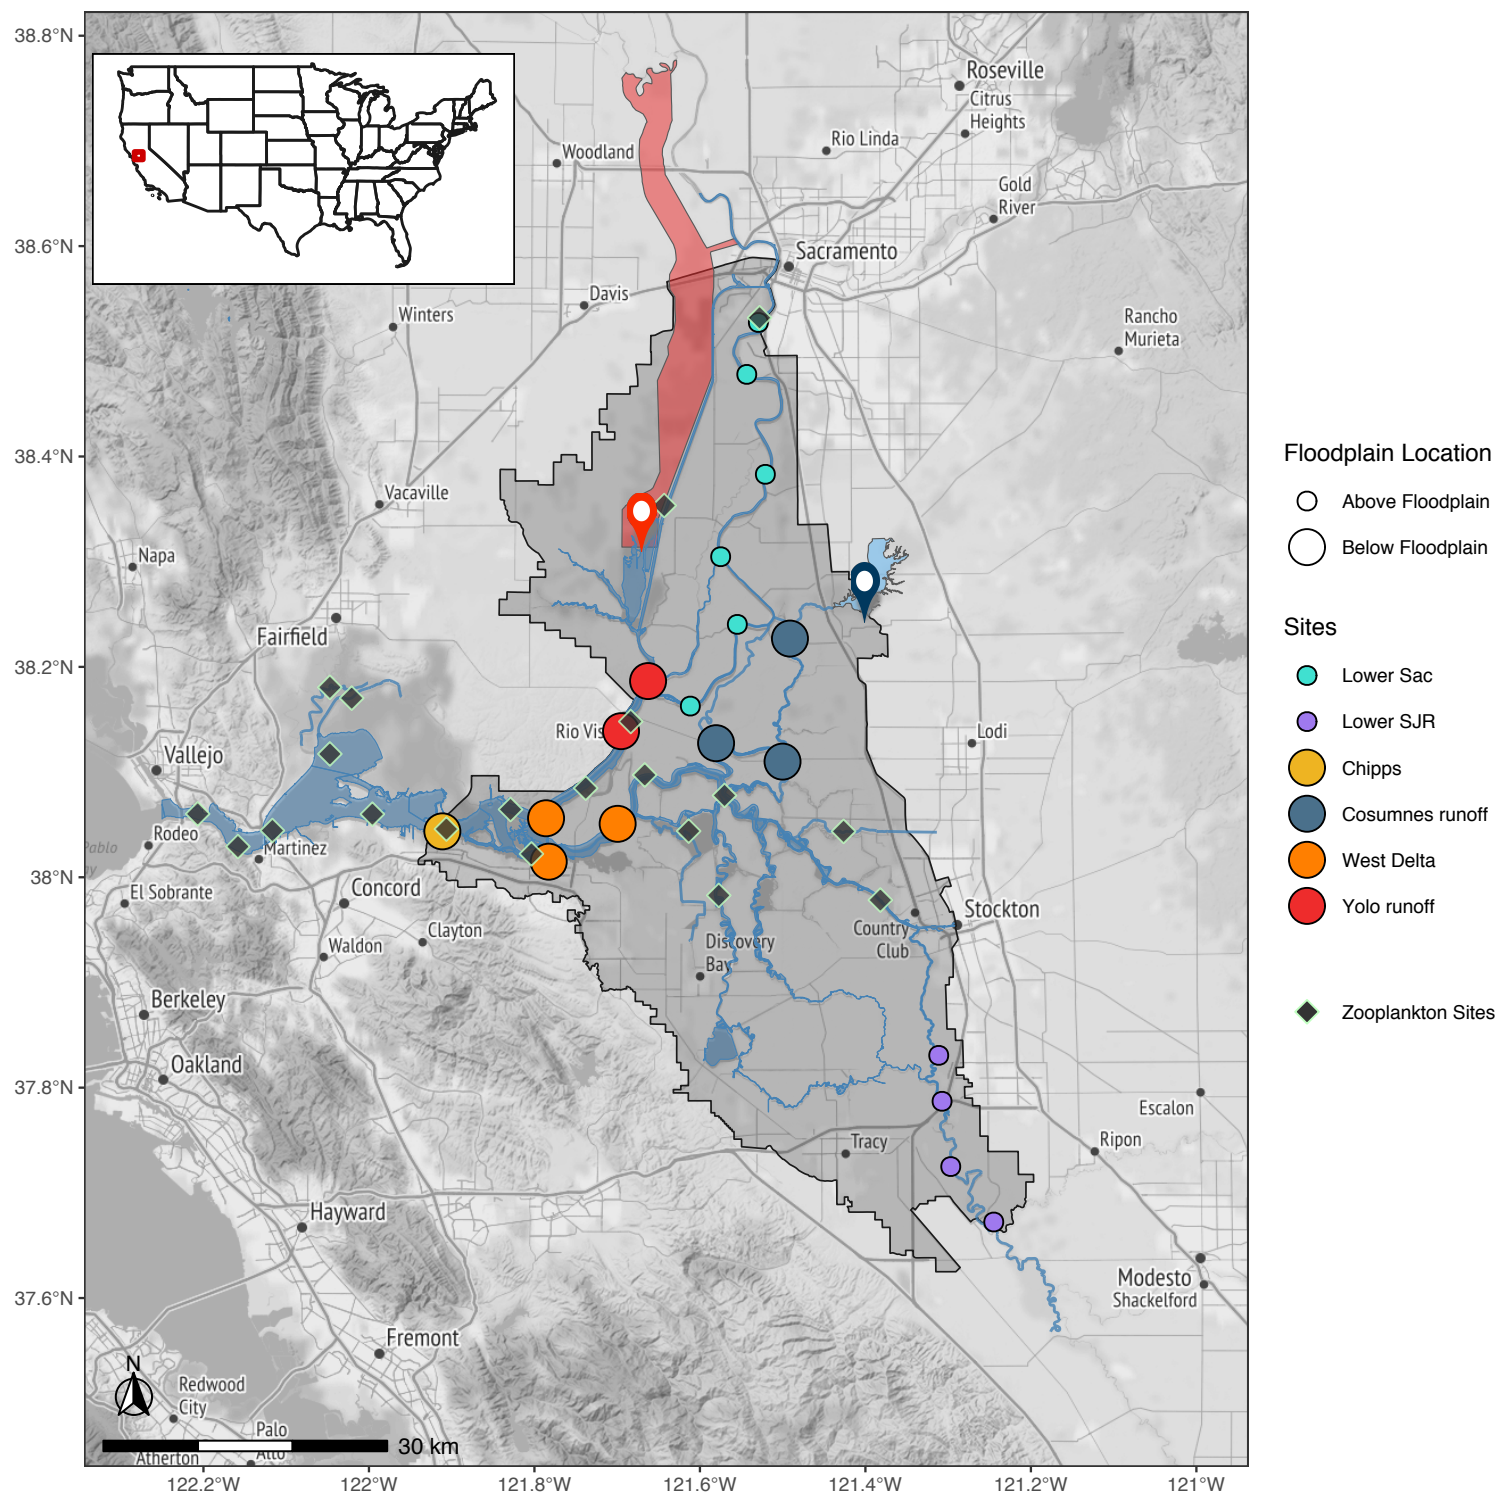 38.8°N
38.6°N
38.4°N
38.2°N
38°N
37.8°N
37.6°N
122.2°W
122°W
121.8°W
121.6°W
121.4°W
121.2°W
121°W
Roseville
Citrus
Heights
Rio Linda
Woodland
Gold
River
Sacramento
Davis
Winters
Rancho
Murieta
Vacaville
Napa
Fairfield
Rio Vis
Lodi
Vallejo
Rodeo
Martinez
Pablo
El Sobrante
Concord
Clayton
Waldon
Stockton
Country
Club
Discovery
Bay
Berkeley
Oakland
Escalon
Ripon
Tracy
Hayward
Modesto
Shackelford
Fremont
Redwood
City
Palo
Alto
Atherton
N
30 km
Floodplain Location
Above Floodplain
Below Floodplain
Sites
Lower Sac
Lower SJR
Chipps
Cosumnes runoff
West Delta
Yolo runoff
Zooplankton Sites